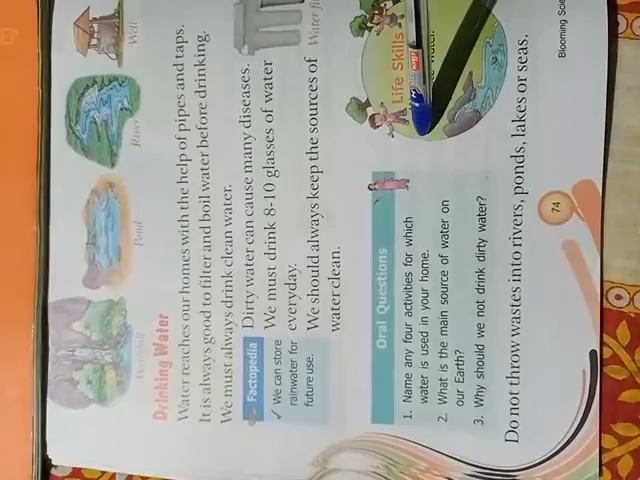 Waterfall
Pond
River
Well
Drinking Water
Water reaches our homes with the help of pipes and taps.
It is always good to filter and boil water before drinking.
We must always drink clean water.
Dirty water can cause many diseases.
We must drink 8-10 glasses of water
everyday.
We should always keep the sources of
water clean.
Factopedia
✓ We can store
rainwater for
future use.
Water
Life Skills
water.
Oral Questions
1. Name any four activities for which
water is used in your home.
2. What is the main source of water on
our Earth?
3. Why should we not drink dirty water?
Do not throw wastes into rivers, ponds, lakes or seas.
74
Blooming